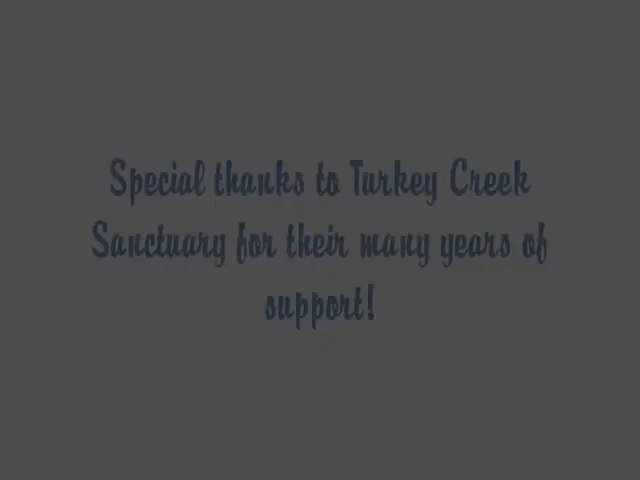 Special thanks to Turkey Creek
Sanctuary for their many years of
support!